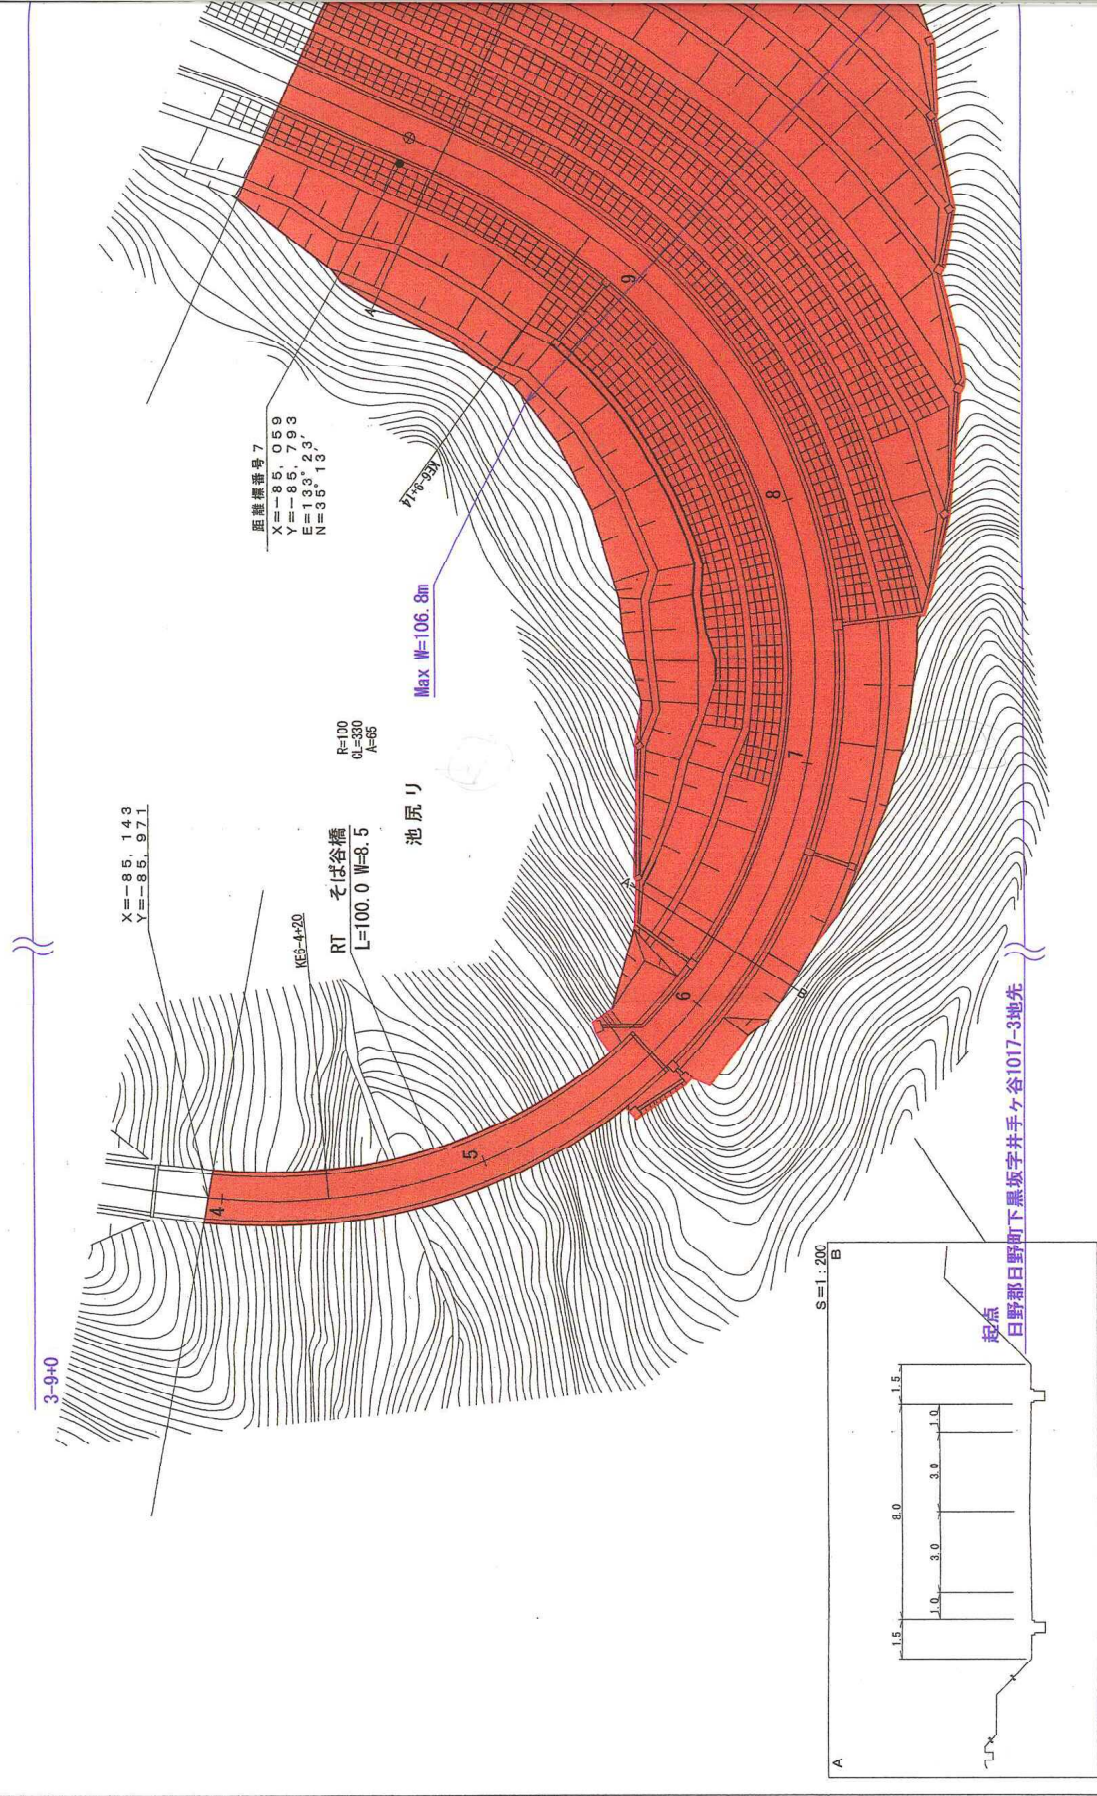 3-9+0
X=-85,143
Y=-85,971
KE6-4+20
RT そば谷橋
L=100.0 W=8.5
R=100
CL=330
A=65
池尻り
距離標番号 7
X=-85,059
Y=-85,793
E=133°23′
N=35°13′
Max W=106.8m
KE6-9+14
4
5
6
7
8
9
A
A
B
起点
日野郡日野町下黒坂字井手ヶ谷1017-3地先
S=1:200
A
B
1.5
8.0
1.5
1.0
3.0
3.0
1.0